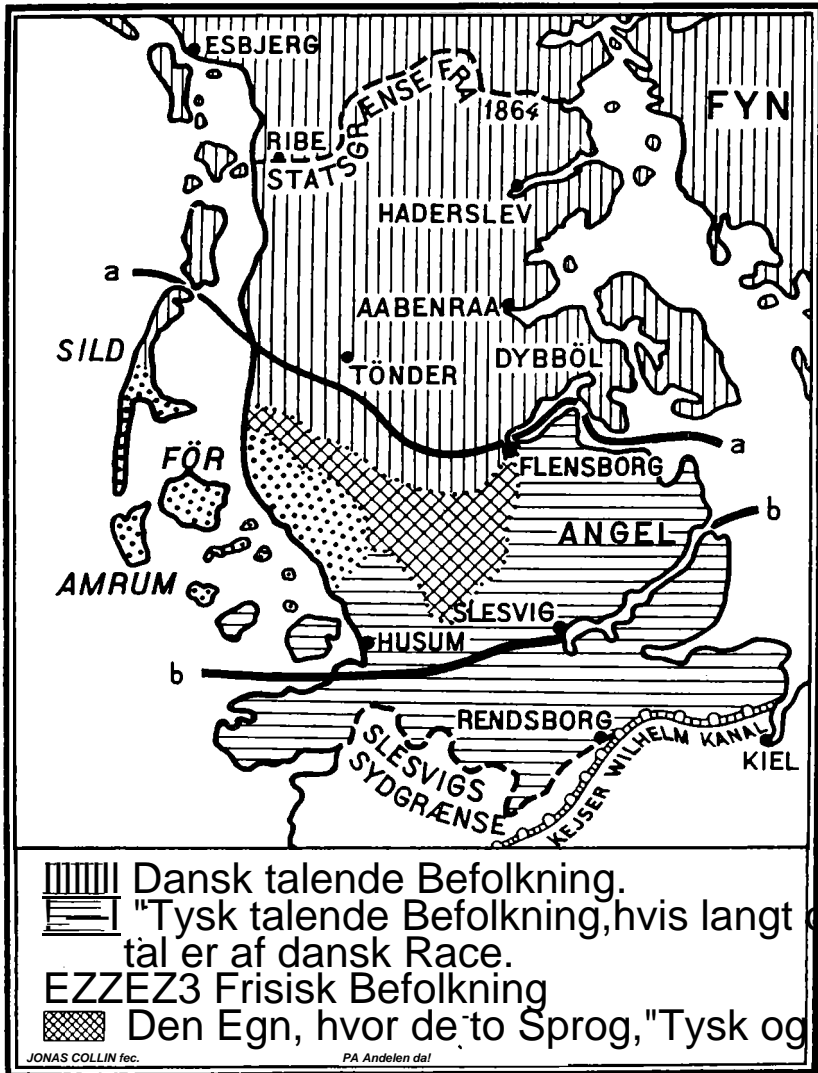 ESBJERG
FYN
STATSGRÆNSE FRA 1864
RIBE
HADERSLEV
a
AABENRAA
SILD
TÖNDER
DYBBÖL
a
FÖR
FLENSBORG
ANGEL
b
AMRUM
SLESVIG
HUSUM
b
RENDSBORG
KEJSER WILHELM KANAL
KIEL
SLESVIGS
SYDGRÆNSE
Dansk talende Befolkning.
"Tysk talende Befolkning,hvis langt
tal er af dansk Race.
EZZEZ3 Frisisk Befolkning
Den Egn, hvor de to Sprog,"Tysk og
JONAS COLLIN fec. PA Andelen da!